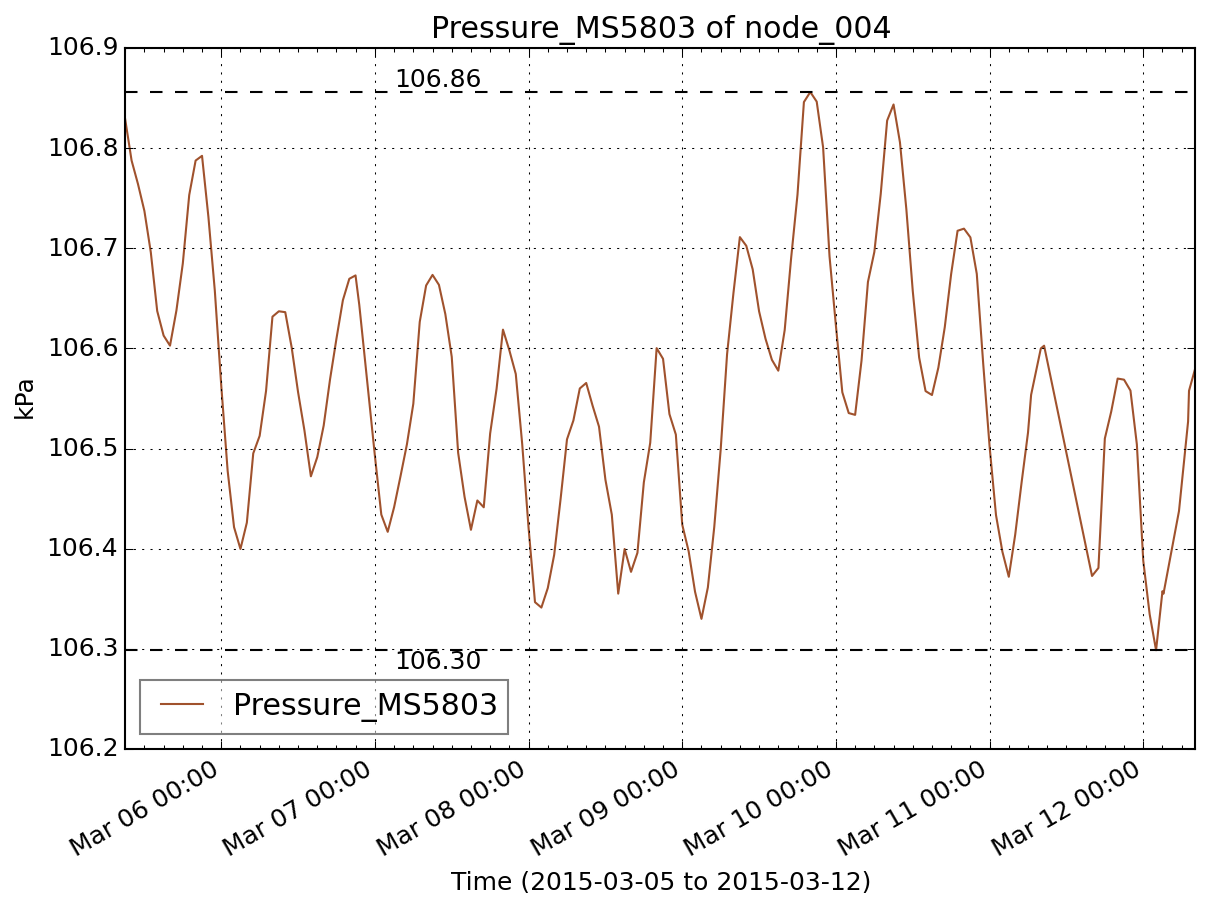 Pressure_MS5803 of node_004
106.9
106.86
106.8
106.7
106.6
kPa
106.5
106.4
106.3
106.30
Pressure_MS5803
106.2
Mar 06 00:00
Mar 07 00:00
Mar 08 00:00
Mar 09 00:00
Mar 10 00:00
Mar 11 00:00
Mar 12 00:00
Time (2015-03-05 to 2015-03-12)